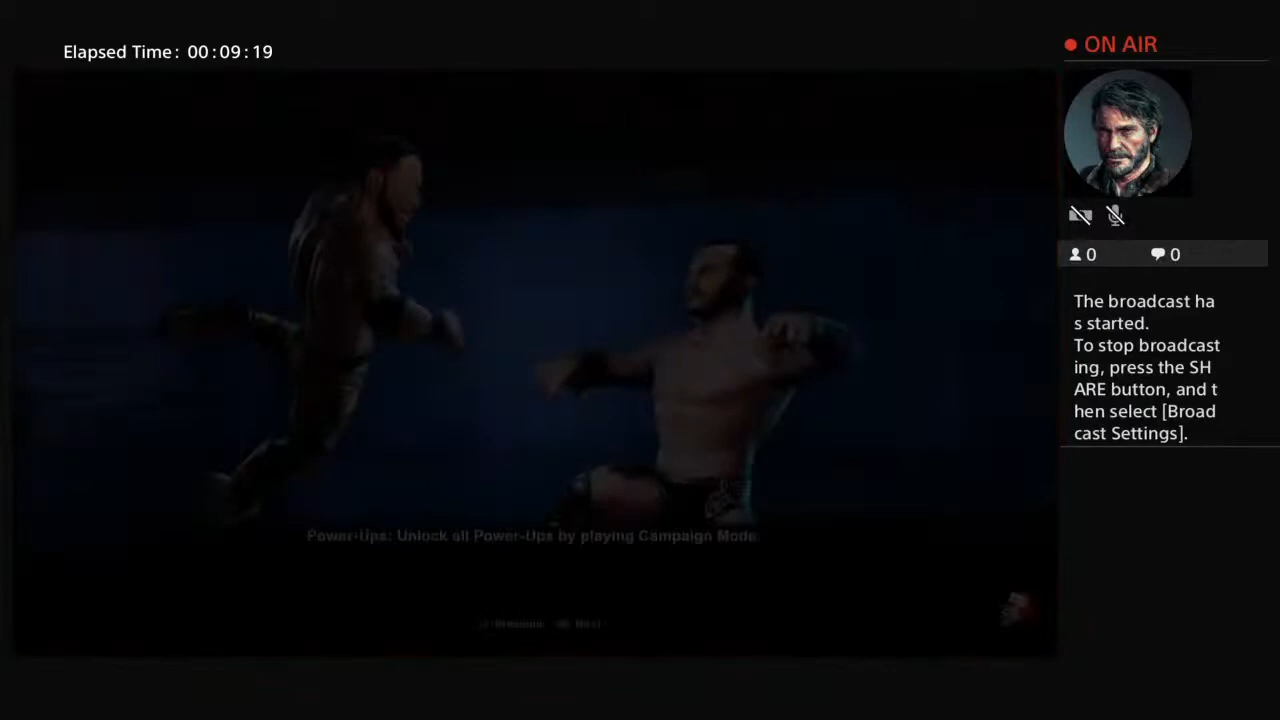 Elapsed Time: 00:09:19
ON AIR
0
0
The broadcast ha
s started.
To stop broadcast
ing, press the SH
ARE button, and t
hen select [Broad
cast Settings].
Power-Ups: Unlock all Power-Ups by playing Campaign Mode.
Previous
Next